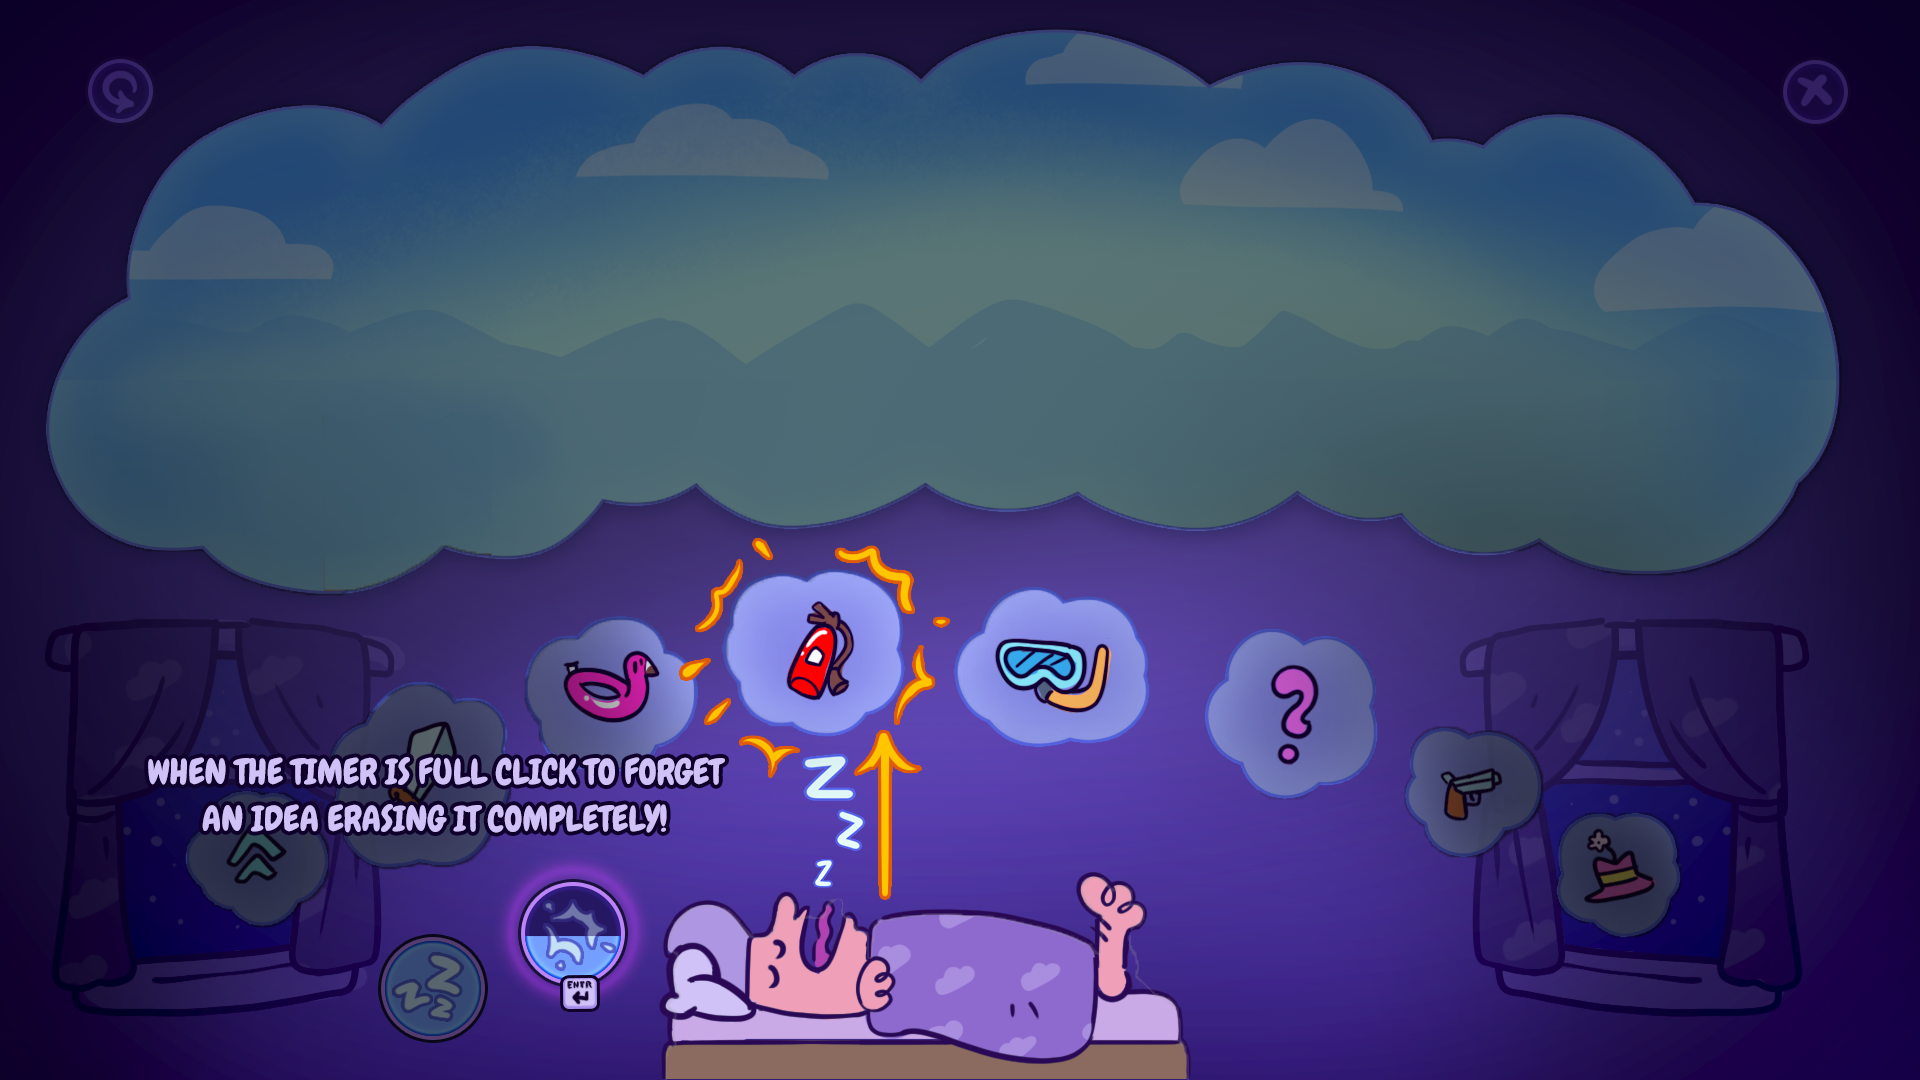 ?
WHEN THE TIMER IS FULL CLICK TO FORGET
AN IDEA ERASING IT COMPLETELY!
Z
Z
Z
ENTR
Z Z Z